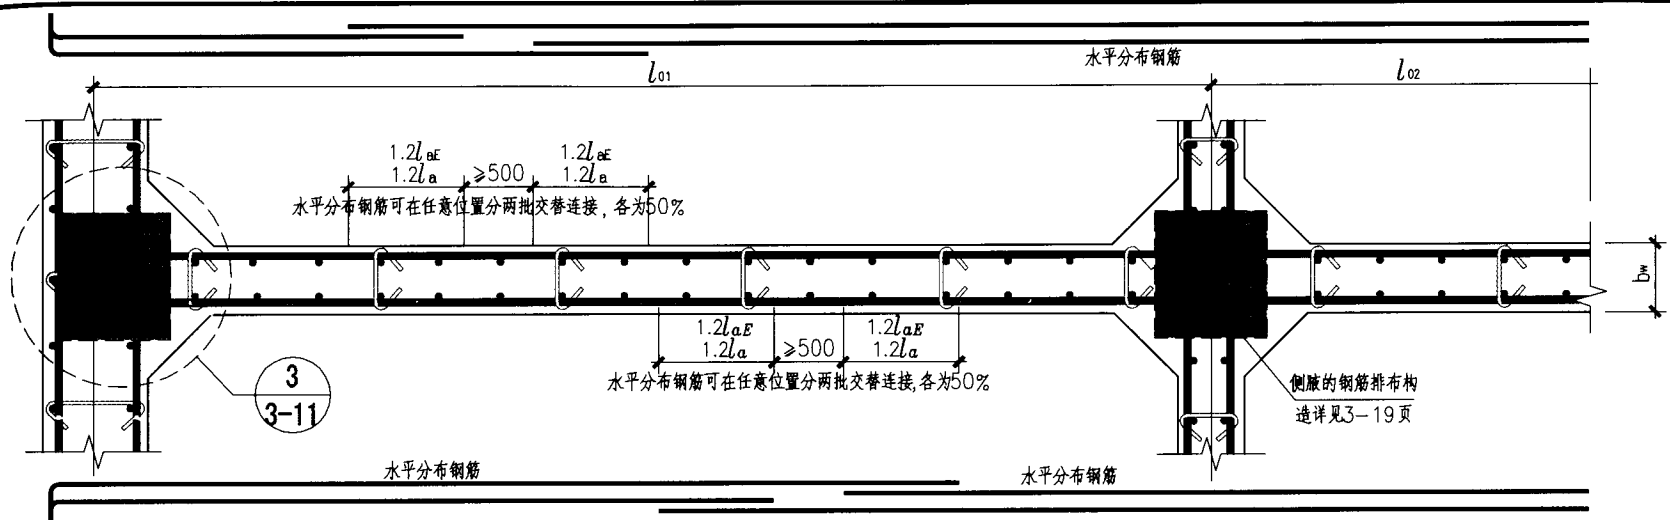 水平分布钢筋
l01
l02
1.2laE
1.2la
≥500
1.2laE
1.2la
水平分布钢筋可在任意位置分两批交替连接，各为50%
bw
1.2laE
1.2la
≥500
1.2laE
1.2la
水平分布钢筋可在任意位置分两批交替连接,各为50%
3
3-11
侧腋的钢筋排布构
造详见3-19页
水平分布钢筋
水平分布钢筋